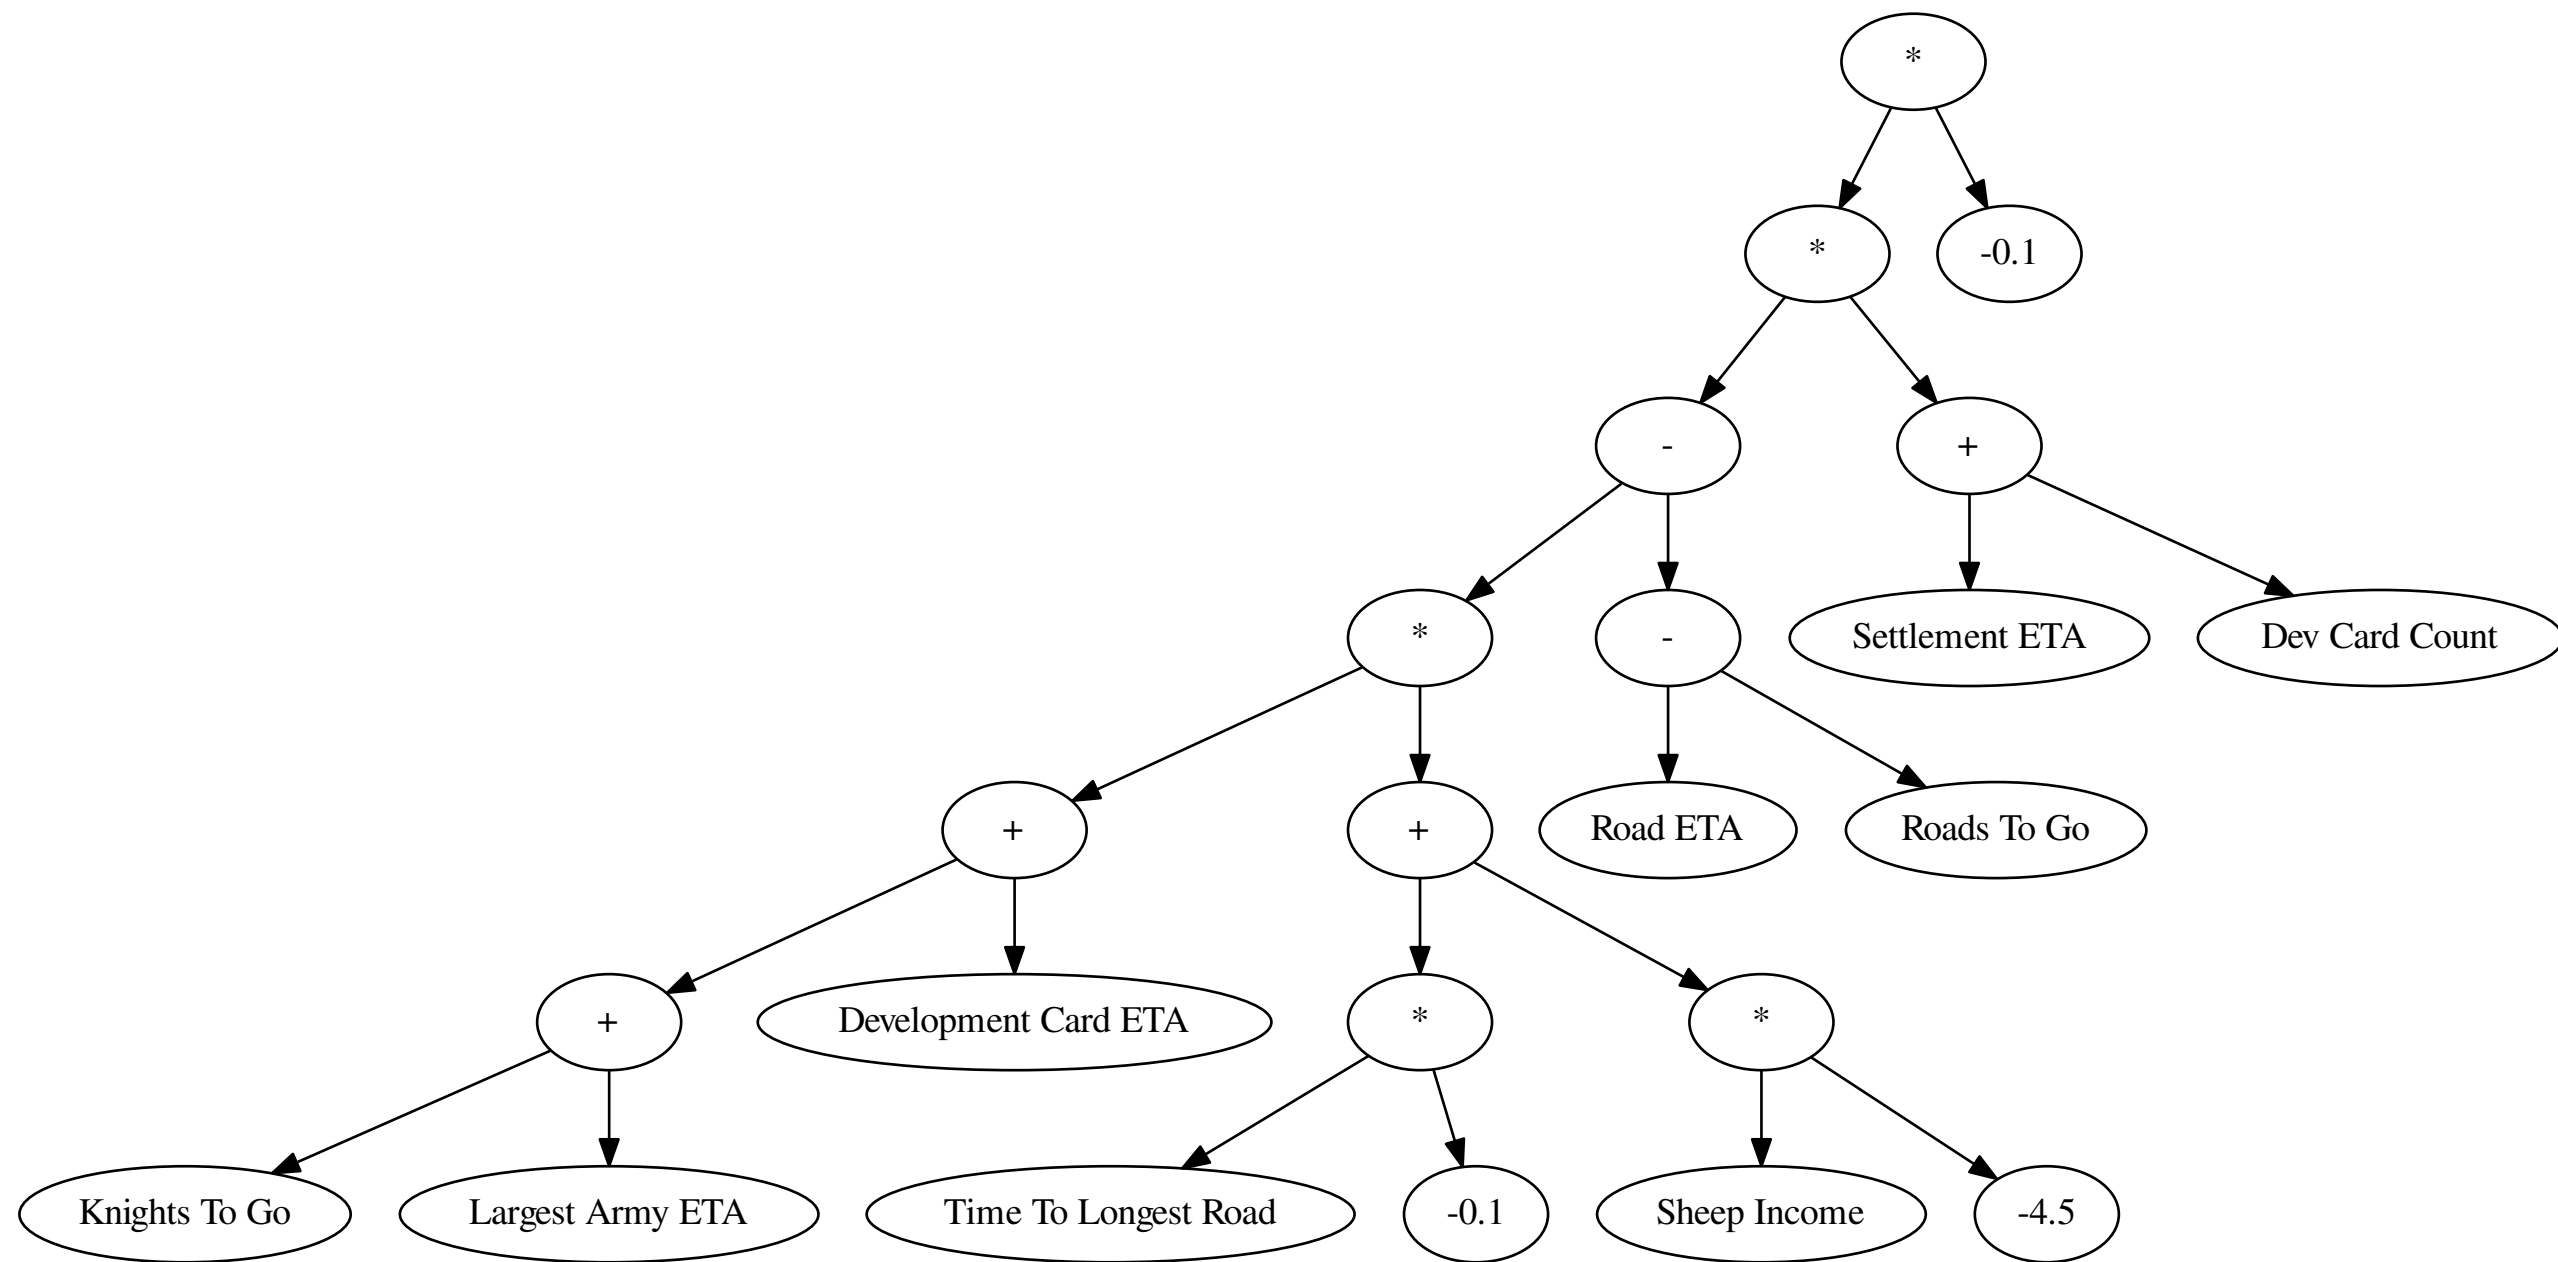 *
*
-0.1
-
+
*
-
Settlement ETA
Dev Card Count
+
+
Road ETA
Roads To Go
+
Development Card ETA
*
*
Knights To Go
Largest Army ETA
Time To Longest Road
-0.1
Sheep Income
-4.5